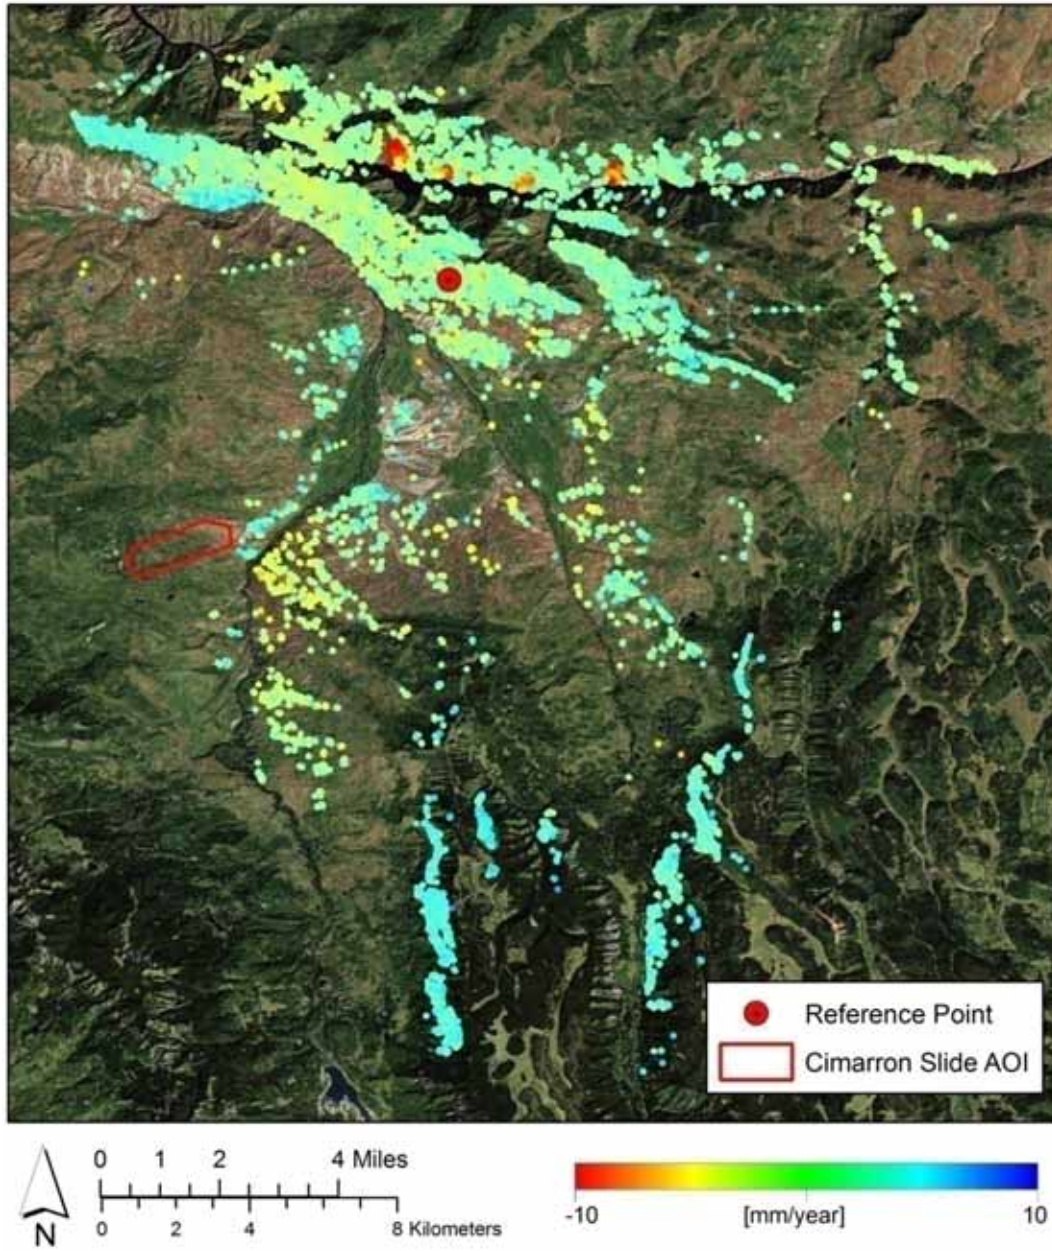 Reference Point
Cimarron Slide AOI
0 1 2 4 Miles
0 2 4 8 Kilometers
N
-10 [mm/year] 10